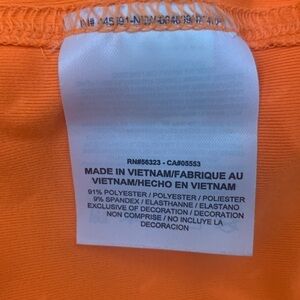 RN#56323 - CA#05553
MADE IN VIETNAM/FABRIQUE AU
VIETNAM/HECHO EN VIETNAM
91% POLYESTER / POLYESTER / POLIESTER
9% SPANDEX / ELASTHANNE / ELASTANO
EXCLUSIVE OF DECORATION / DECORATION
NON COMPRISE / NO INCLUYE LA
DECORACION